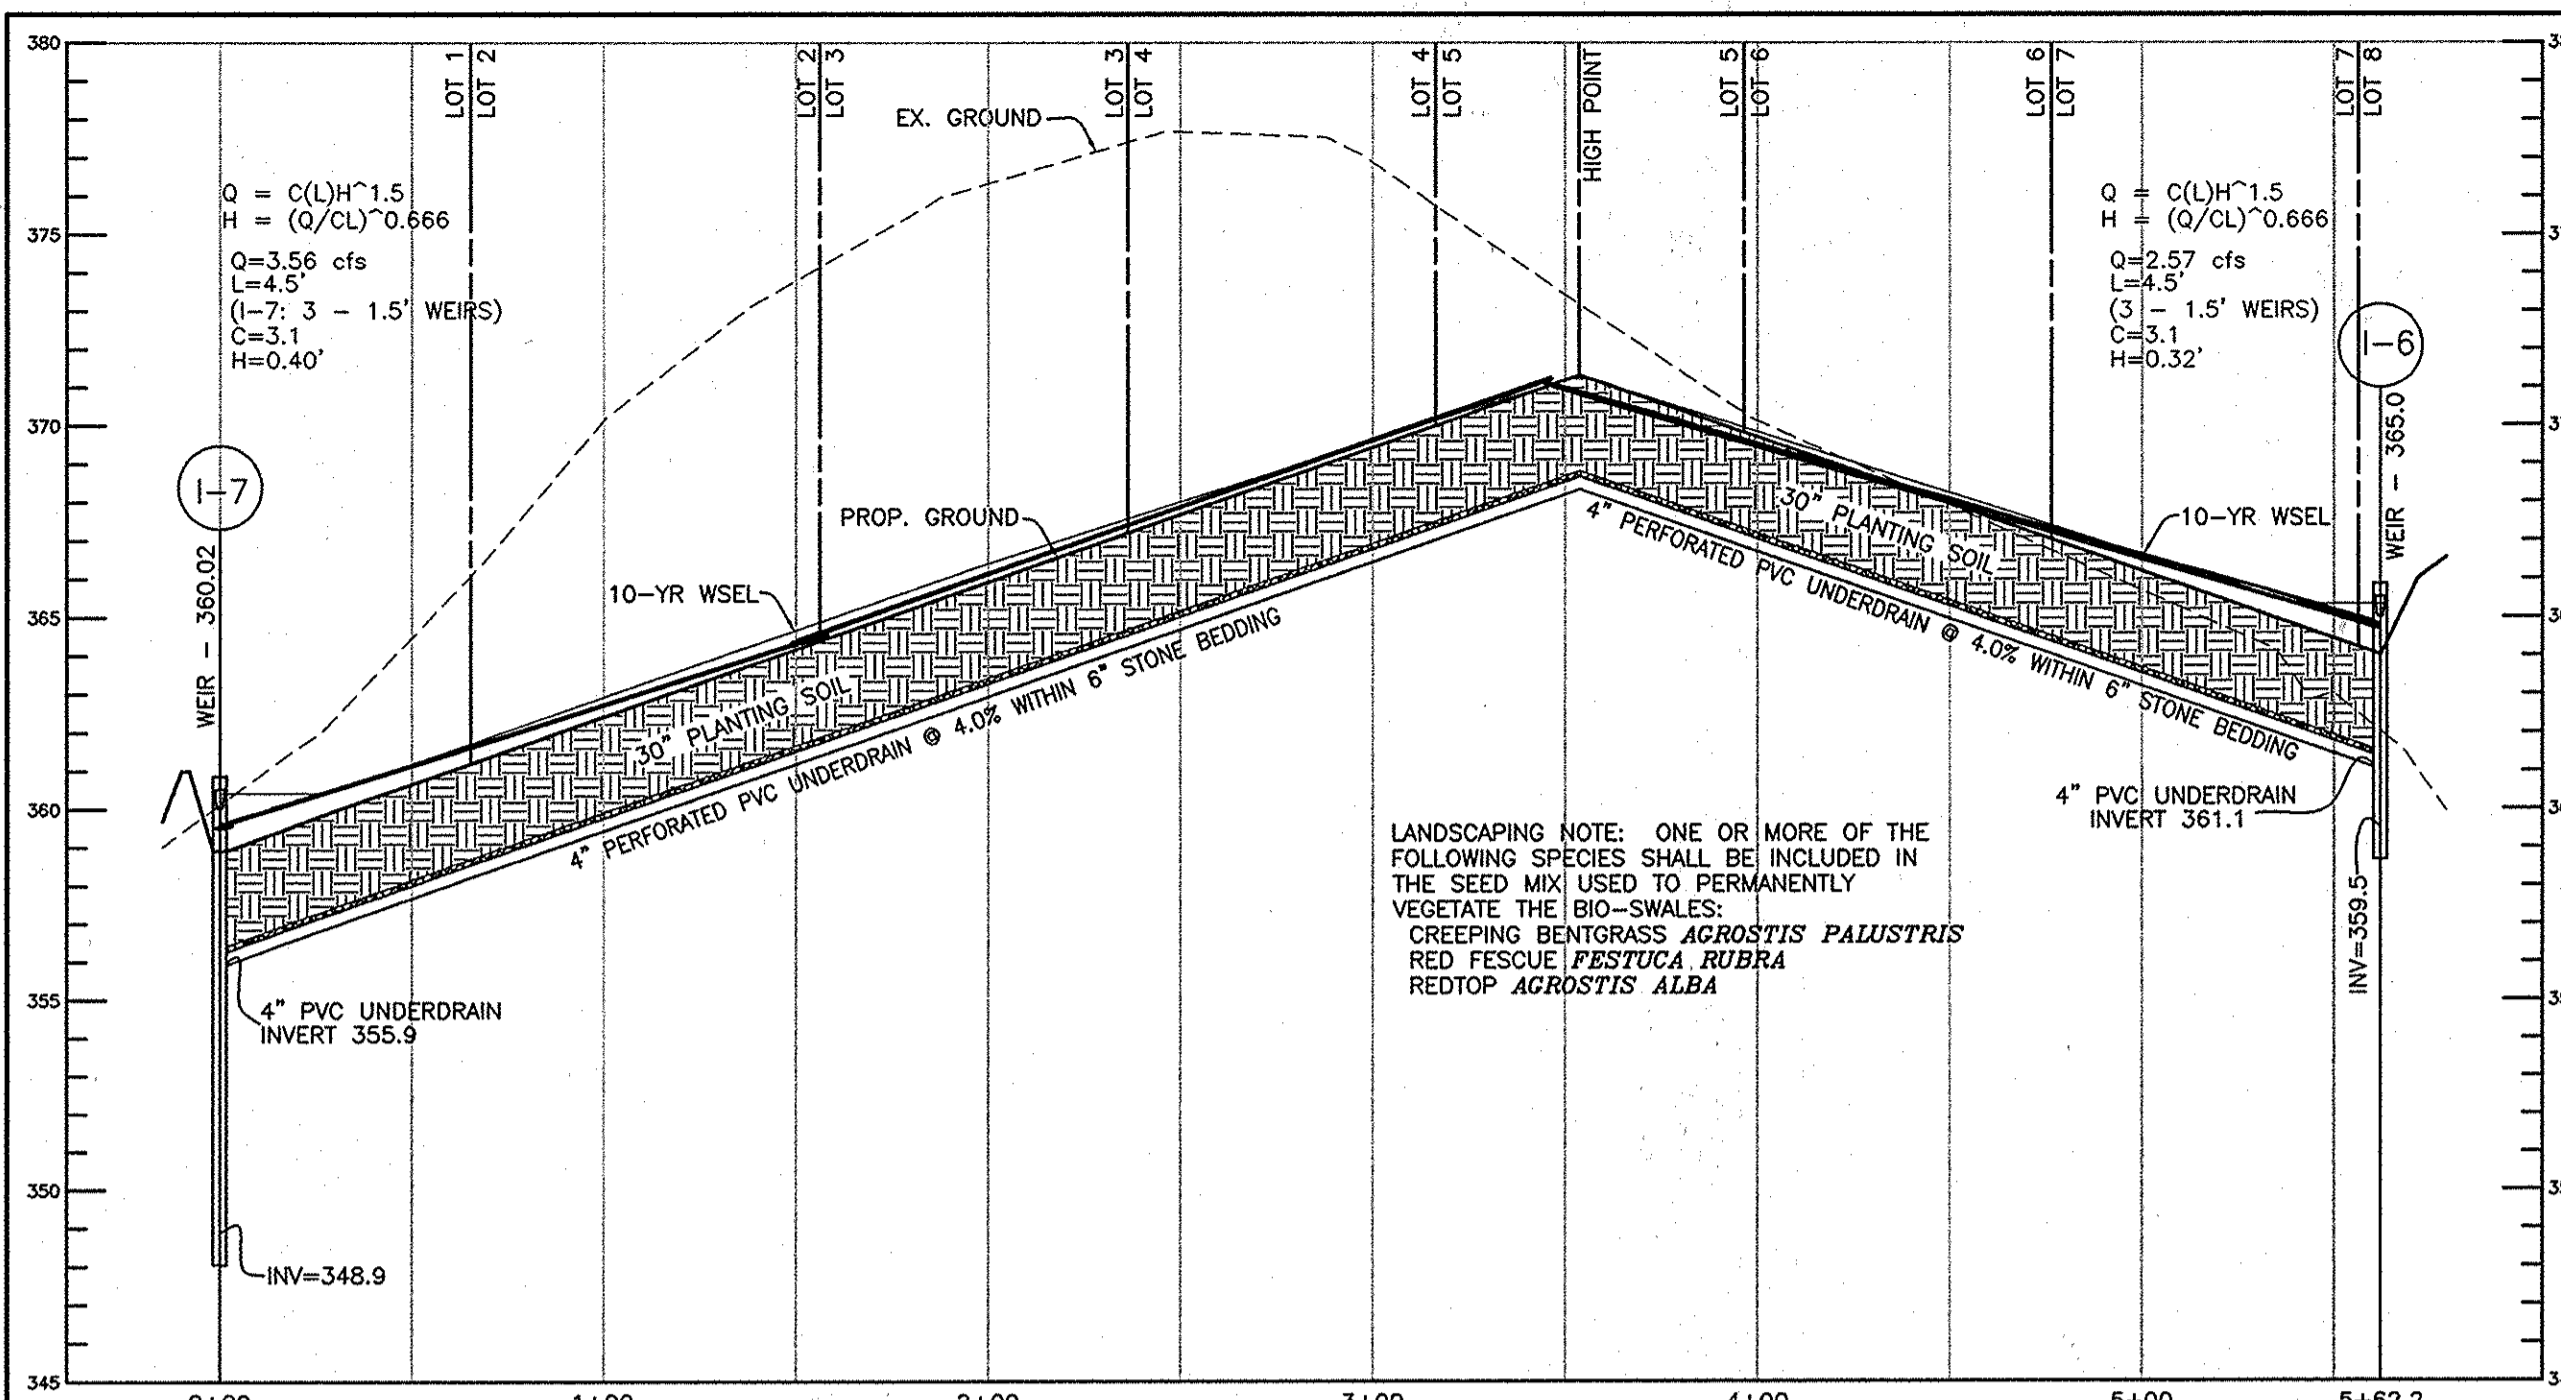 380
375
370
365
360
355
350
345
LOT 1
LOT 2
LOT 2
LOT 3
LOT 3
LOT 4
LOT 4
LOT 5
HIGH POINT
LOT 5
LOT 6
LOT 6
LOT 7
LOT 7
LOT 8
EX. GROUND
Q = C(L)H^1.5
H = (Q/CL)^0.666
Q=3.56 cfs
L=4.5'
(I-7: 3 - 1.5' WEIRS)
C=3.1
H=0.40'
Q = C(L)H^1.5
H = (Q/CL)^0.666
Q=2.57 cfs
L=4.5'
(3 - 1.5' WEIRS)
C=3.1
H=0.32'
I-6
WEIR - 365.0
I-7
WEIR - 360.02
PROP. GROUND
10-YR WSEL
10-YR WSEL
30" PLANTING SOIL
4" PERFORATED PVC UNDERDRAIN @ 4.0% WITHIN 6" STONE BEDDING
30" PLANTING SOIL
4" PERFORATED PVC UNDERDRAIN @ 4.0% WITHIN 6" STONE BEDDING
4" PVC UNDERDRAIN
INVERT 361.1
INV=359.5
LANDSCAPING NOTE: ONE OR MORE OF THE
FOLLOWING SPECIES SHALL BE INCLUDED IN
THE SEED MIX USED TO PERMANENTLY
VEGETATE THE BIO-SWALES:
CREEPING BENTGRASS AGROSTIS PALUSTRIS
RED FESCUE FESTUCA RUBRA
REDTOP AGROSTIS ALBA
4" PVC UNDERDRAIN
INVERT 355.9
INV=348.9
0+00 1+00 2+00 3+00 4+00 5+00 5+62.2